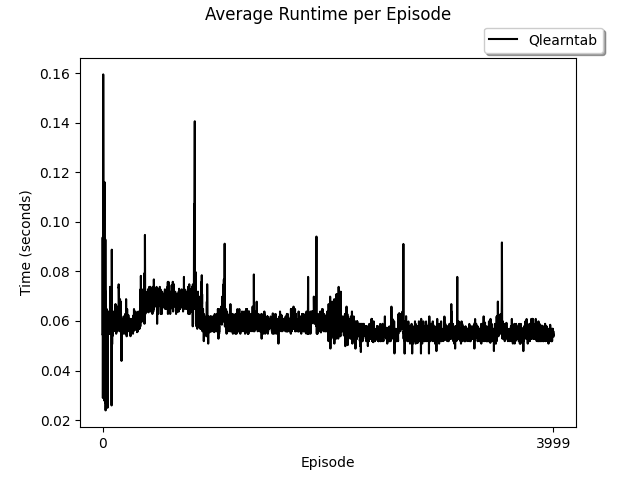 Average Runtime per Episode
Qlearntab
0.16
0.14
0.12
0.10
0.08
0.06
0.04
0.02
Time (seconds)
0
3999
Episode